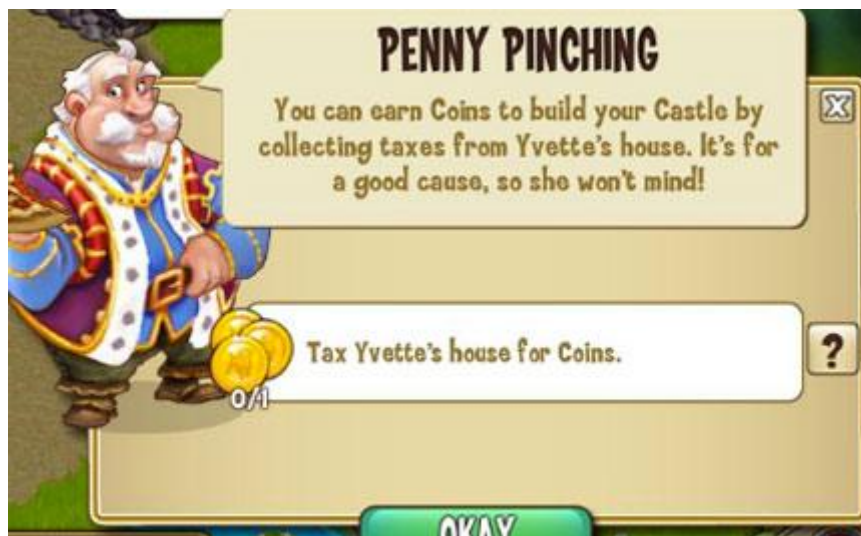 PENNY PINCHING
You can earn Coins to build your Castle by
collecting taxes from Yvette's house. It's for
a good cause, so she won't mind!
Tax Yvette's house for Coins.
?
0/1
OKAY